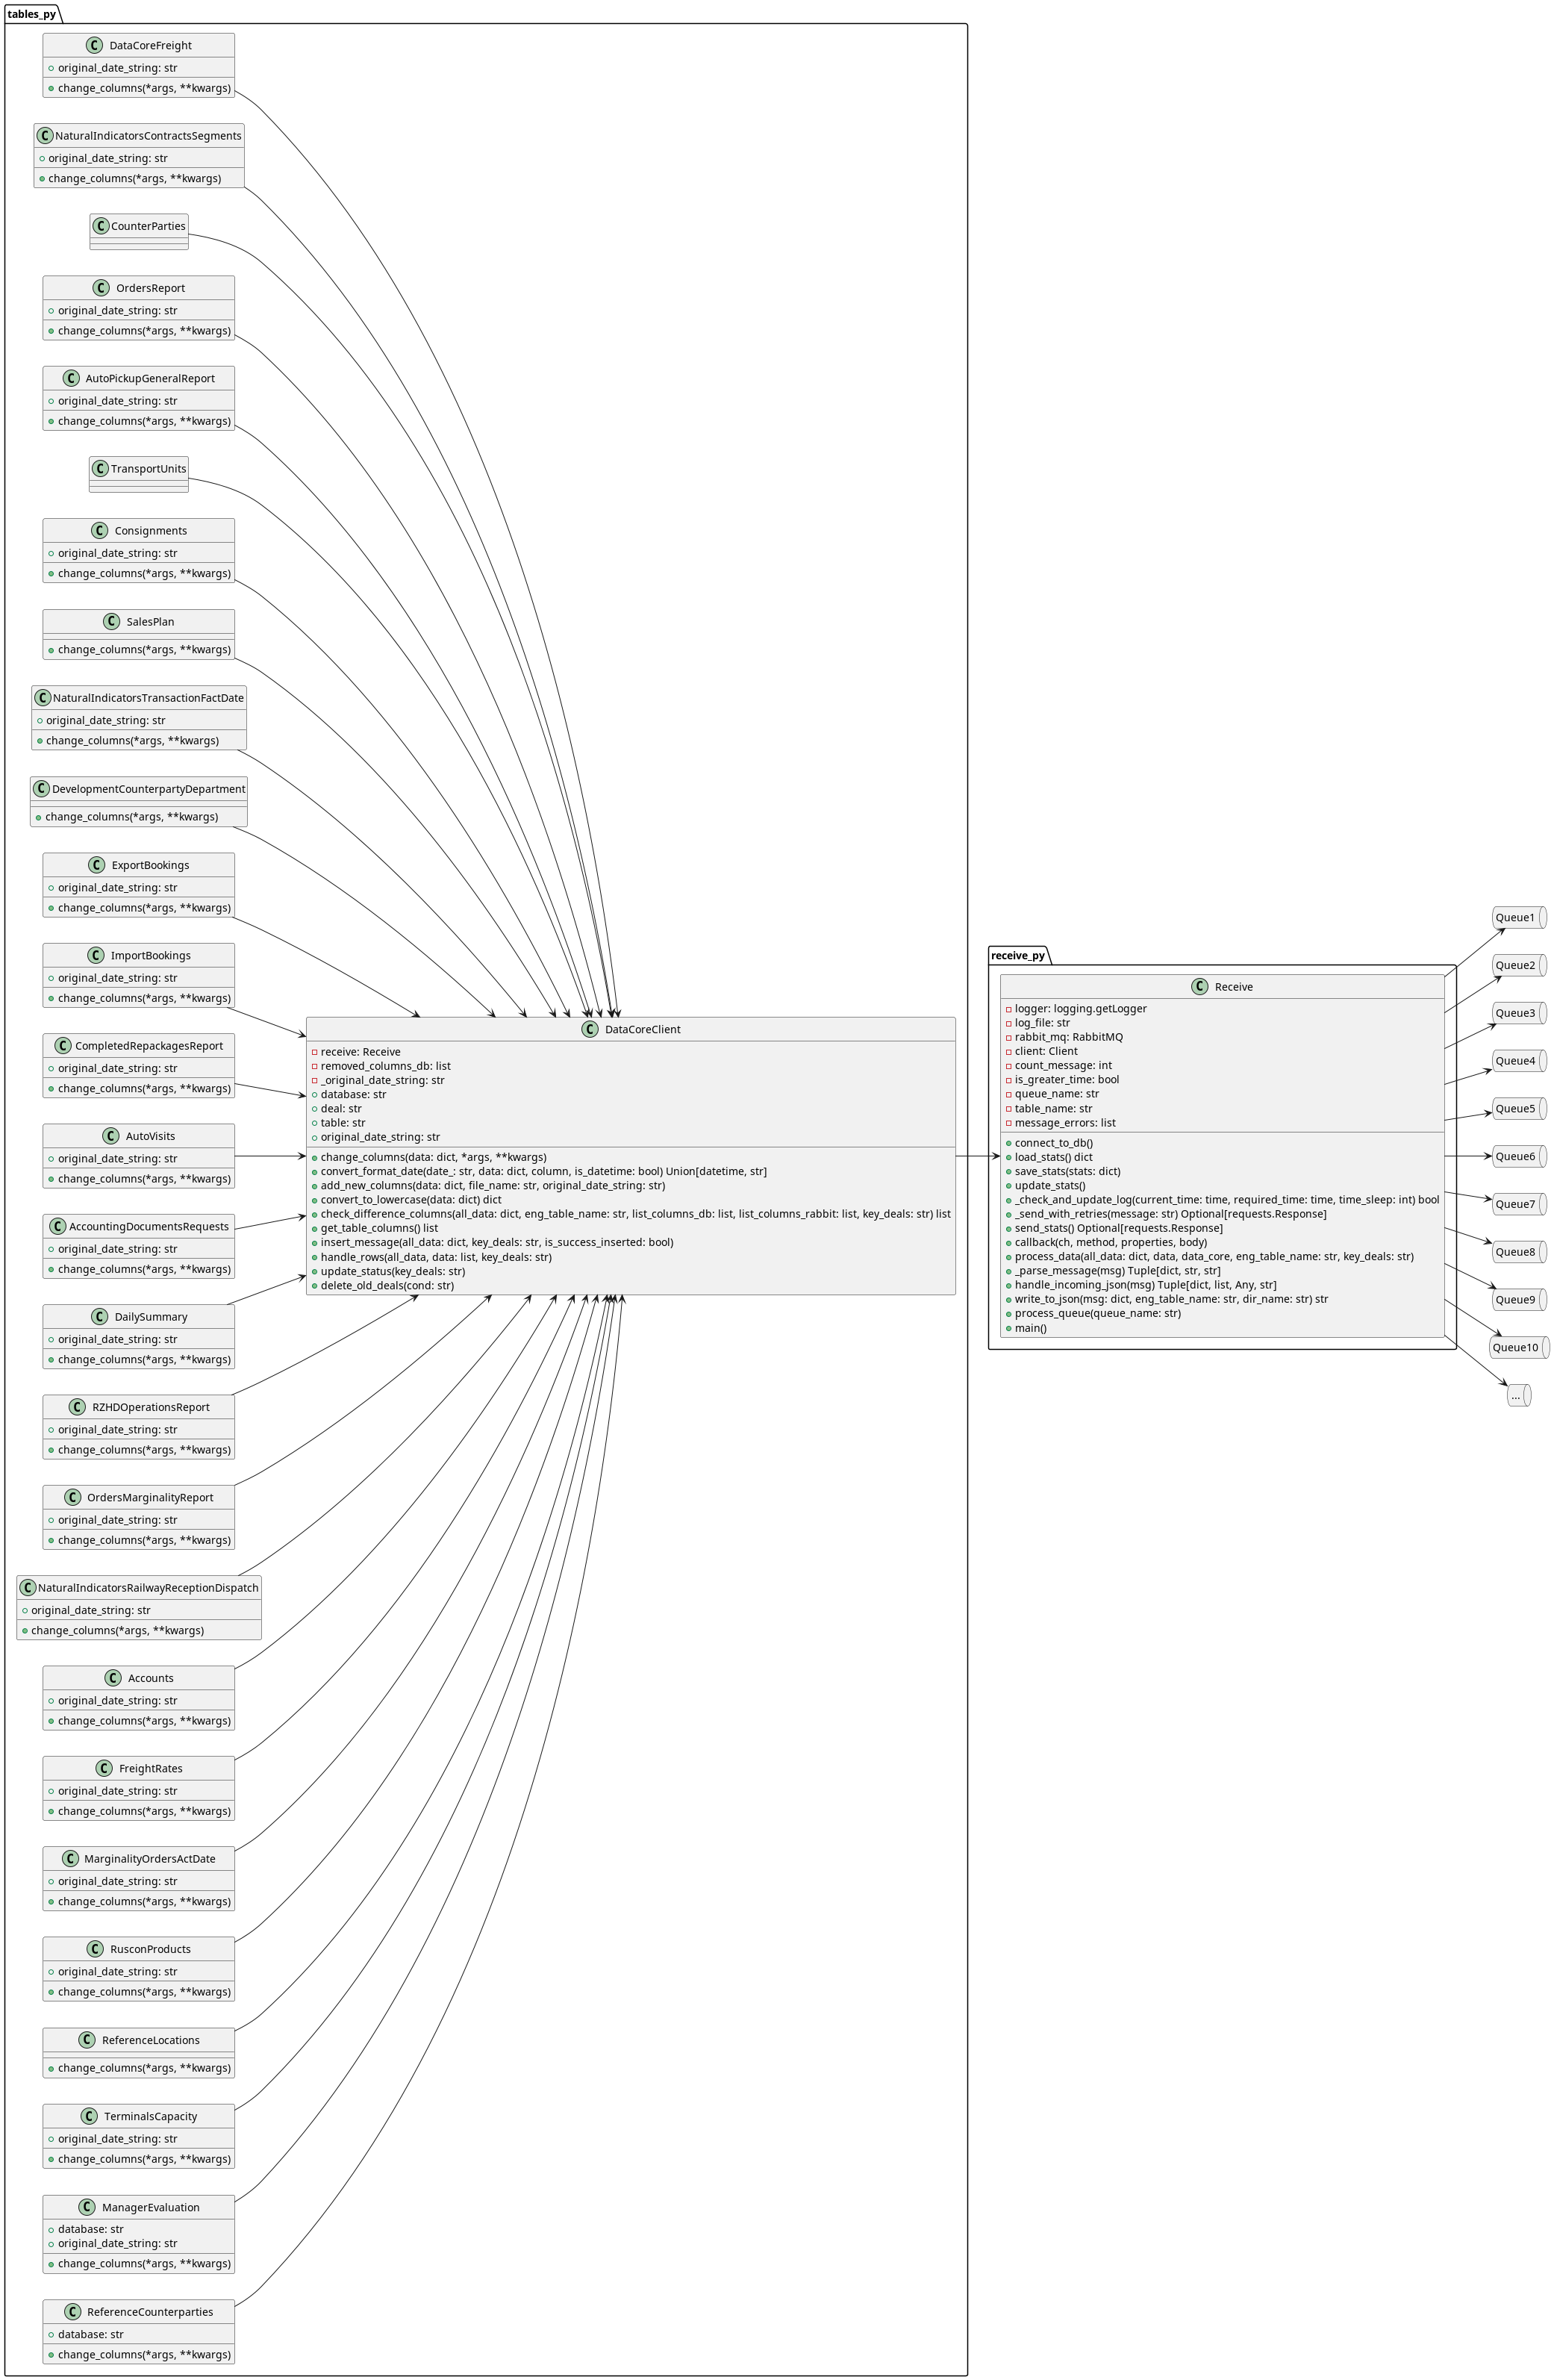 tables_py
C DataCoreFreight
original_date_string: str
change_columns(*args, **kwargs)
C NaturalIndicatorsContractsSegments
original_date_string: str
change_columns(*args, **kwargs)
C CounterParties
C OrdersReport
original_date_string: str
change_columns(*args, **kwargs)
C AutoPickupGeneralReport
original_date_string: str
change_columns(*args, **kwargs)
C TransportUnits
C Consignments
original_date_string: str
change_columns(*args, **kwargs)
C SalesPlan
change_columns(*args, **kwargs)
C NaturalIndicatorsTransactionFactDate
original_date_string: str
change_columns(*args, **kwargs)
C DevelopmentCounterpartyDepartment
change_columns(*args, **kwargs)
C ExportBookings
original_date_string: str
change_columns(*args, **kwargs)
C ImportBookings
original_date_string: str
change_columns(*args, **kwargs)
C CompletedRepackagesReport
original_date_string: str
change_columns(*args, **kwargs)
C AutoVisits
original_date_string: str
change_columns(*args, **kwargs)
C AccountingDocumentsRequests
original_date_string: str
change_columns(*args, **kwargs)
C DailySummary
original_date_string: str
change_columns(*args, **kwargs)
C RZHDOperationsReport
original_date_string: str
change_columns(*args, **kwargs)
C OrdersMarginalityReport
original_date_string: str
change_columns(*args, **kwargs)
C NaturalIndicatorsRailwayReceptionDispatch
original_date_string: str
change_columns(*args, **kwargs)
C Accounts
original_date_string: str
change_columns(*args, **kwargs)
C FreightRates
original_date_string: str
change_columns(*args, **kwargs)
C MarginalityOrdersActDate
original_date_string: str
change_columns(*args, **kwargs)
C RusconProducts
original_date_string: str
change_columns(*args, **kwargs)
C ReferenceLocations
change_columns(*args, **kwargs)
C TerminalsCapacity
original_date_string: str
change_columns(*args, **kwargs)
C ManagerEvaluation
database: str
original_date_string: str
change_columns(*args, **kwargs)
C ReferenceCounterparties
database: str
change_columns(*args, **kwargs)
C DataCoreClient
receive: Receive
removed_columns_db: list
_original_date_string: str
database: str
deal: str
table: str
original_date_string: str
change_columns(data: dict, *args, **kwargs)
convert_format_date(date_: str, data: dict, column, is_datetime: bool) Union[datetime, str]
add_new_columns(data: dict, file_name: str, original_date_string: str)
convert_to_lowercase(data: dict) dict
check_difference_columns(all_data: dict, eng_table_name: str, list_columns_db: list, list_columns_rabbit: list, key_deals: str) list
get_table_columns() list
insert_message(all_data: dict, key_deals: str, is_success_inserted: bool)
handle_rows(all_data, data: list, key_deals: str)
update_status(key_deals: str)
delete_old_deals(cond: str)
receive_py
C Receive
logger: logging.getLogger
log_file: str
rabbit_mq: RabbitMQ
client: Client
count_message: int
is_greater_time: bool
queue_name: str
table_name: str
message_errors: list
connect_to_db()
load_stats() dict
save_stats(stats: dict)
update_stats()
_check_and_update_log(current_time: time, required_time: time, time_sleep: int) bool
_send_with_retries(message: str) Optional[requests.Response]
send_stats() Optional[requests.Response]
callback(ch, method, properties, body)
process_data(all_data: dict, data, data_core, eng_table_name: str, key_deals: str)
_parse_message(msg) Tuple[dict, str, str]
handle_incoming_json(msg) Tuple[dict, list, Any, str]
write_to_json(msg: dict, eng_table_name: str, dir_name: str) str
process_queue(queue_name: str)
main()
Queue1
Queue2
Queue3
Queue4
Queue5
Queue6
Queue7
Queue8
Queue9
Queue10
...